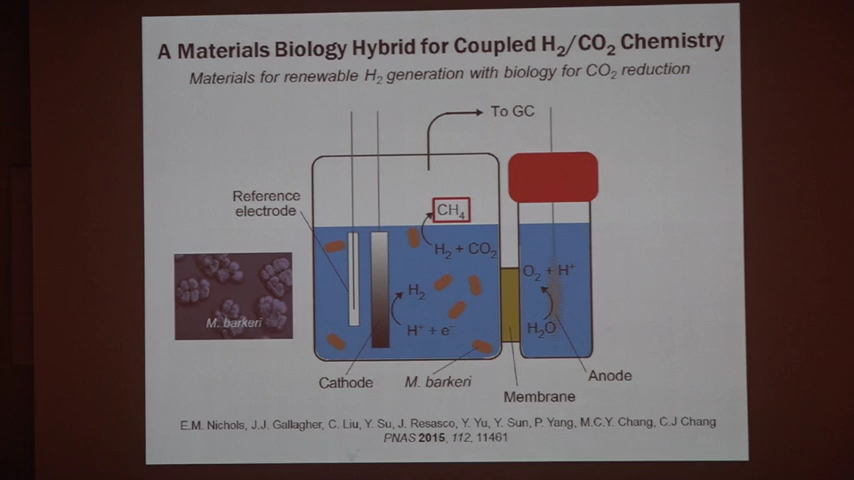 A Materials Biology Hybrid for Coupled H₂/CO₂ Chemistry
Materials for renewable H₂ generation with biology for CO₂ reduction
To GC
Reference
electrode
CH₄
H₂ + CO₂
O₂ + H⁺
H₂
M. barkeri
H⁺ + e⁻
H₂O
Cathode
M. barkeri
Anode
Membrane
E.M. Nichols, J.J. Gallagher, C. Liu, Y. Su, J. Resasco, Y. Yu, Y. Sun, P. Yang, M.C.Y. Chang, C.J Chang
PNAS 2015, 112, 11461